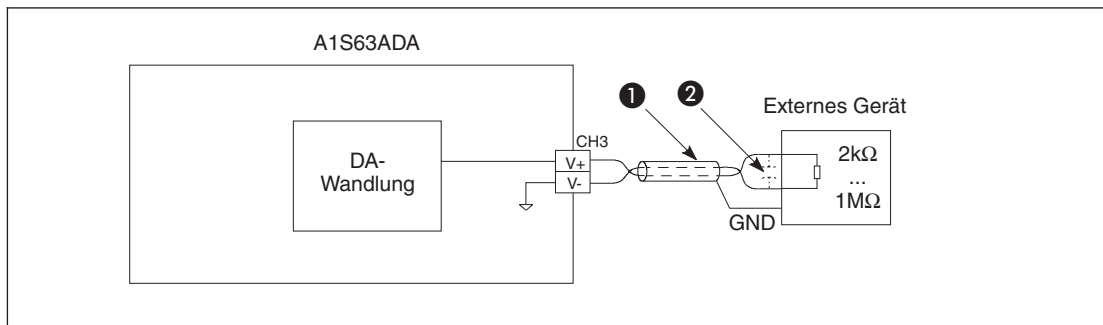 A1S63ADA
❶
❷
Externes Gerät
CH3
DA-
Wandlung
V+
V-
2kΩ
...
1MΩ
GND